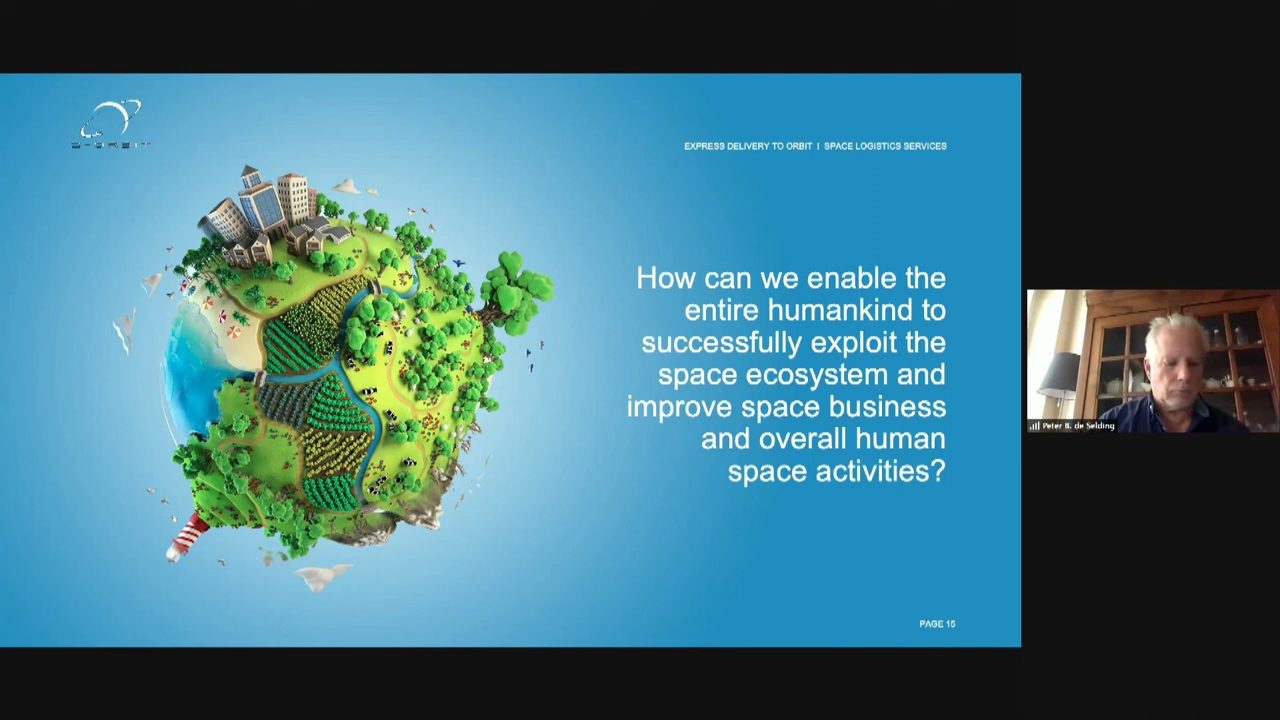 D-ORBIT
EXPRESS DELIVERY TO ORBIT | SPACE LOGISTICS SERVICES
How can we enable the
entire humankind to
successfully exploit the
space ecosystem and
improve space business
and overall human
space activities?
PAGE 15
Peter B. de Selding